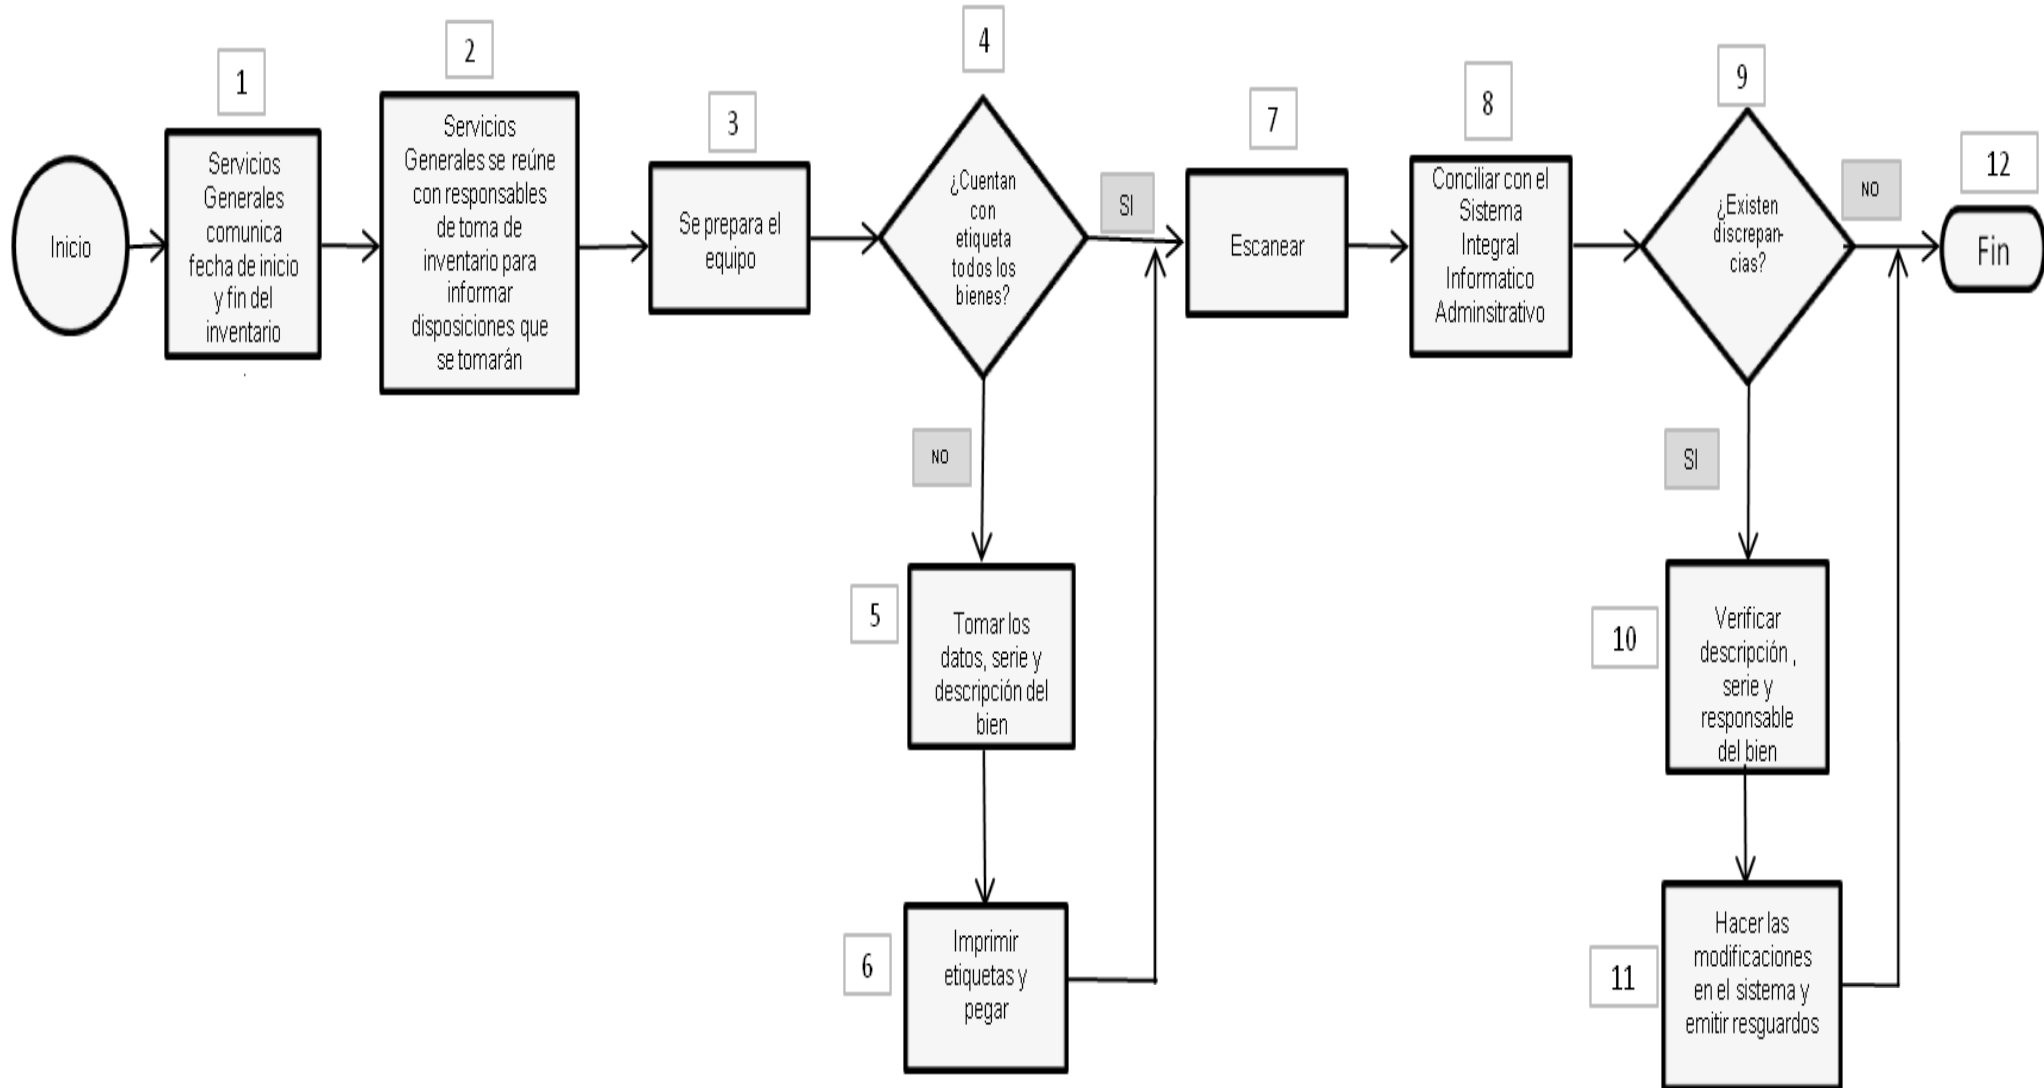 Inicio
1
Servicios
Generales
comunica
fecha de inicio
y fin del
inventario
.
2
Servicios
Generales se reúne
con responsables
de toma de
inventario para
informar
disposiciones que
se tomarán
3
Se prepara el
equipo
4
¿Cuentan
con
etiqueta
todos los
bienes?
SI
NO
5
Tomar los
datos, serie y
descripción del
bien
6
Imprimir
etiquetas y
pegar
7
Escanear
8
Conciliar con el
Sistema
Integral
Informatico
Adminsitrativo
9
¿Existen
discrepan-
cias?
NO
SI
10
Verificar
descripción ,
serie y
responsable
del bien
11
Hacer las
modificaciones
en el sistema y
emitir resguardos
12
Fin